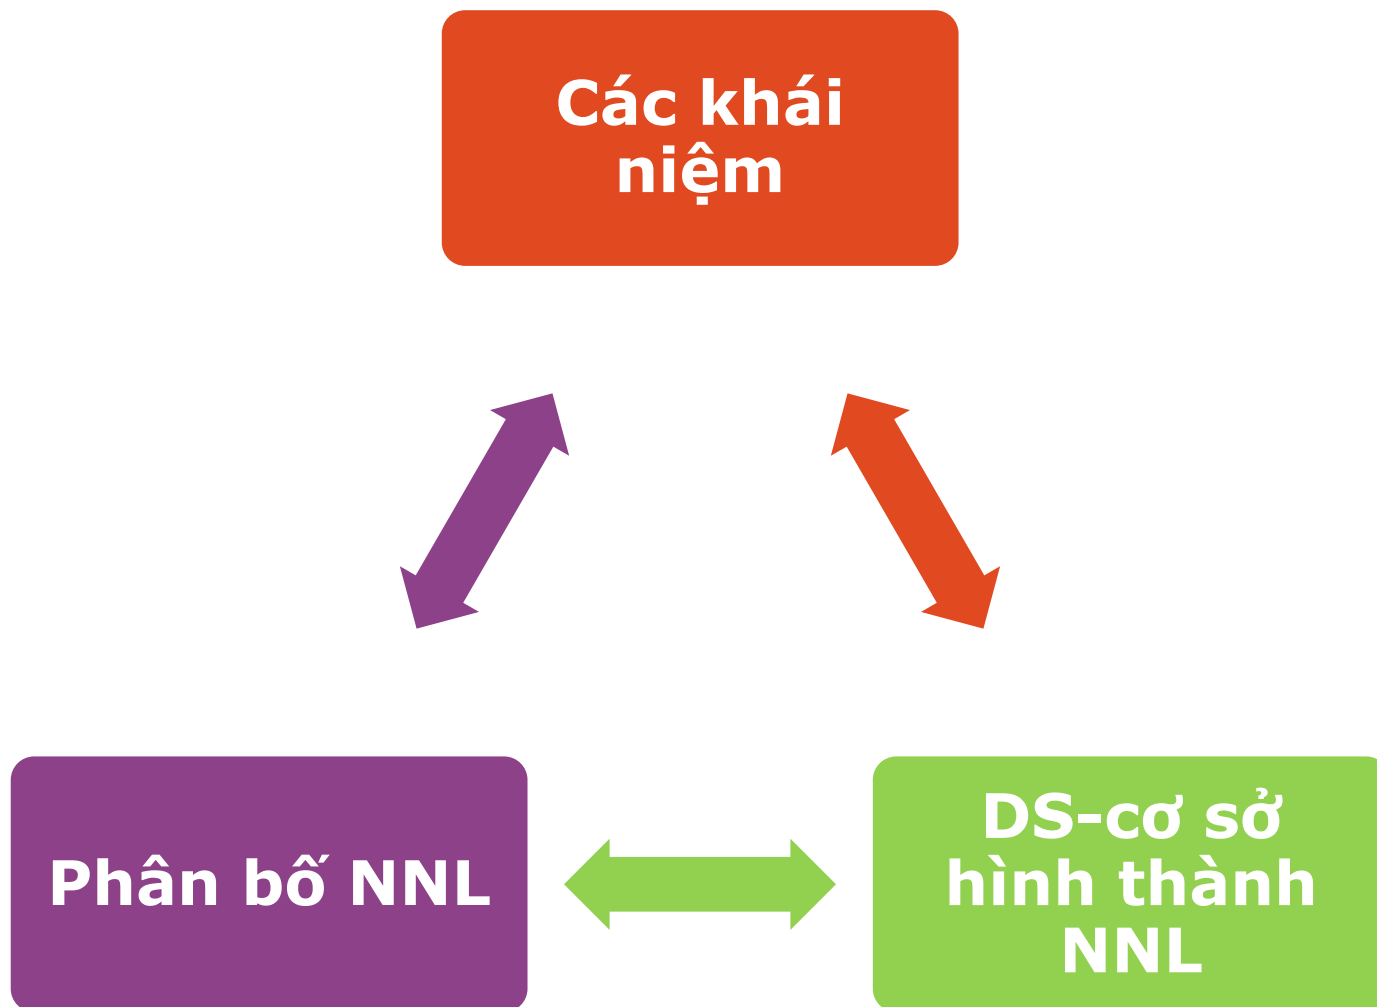 Các khái
niệm
Phân bố NNL
DS-cơ sở
hình thành
NNL